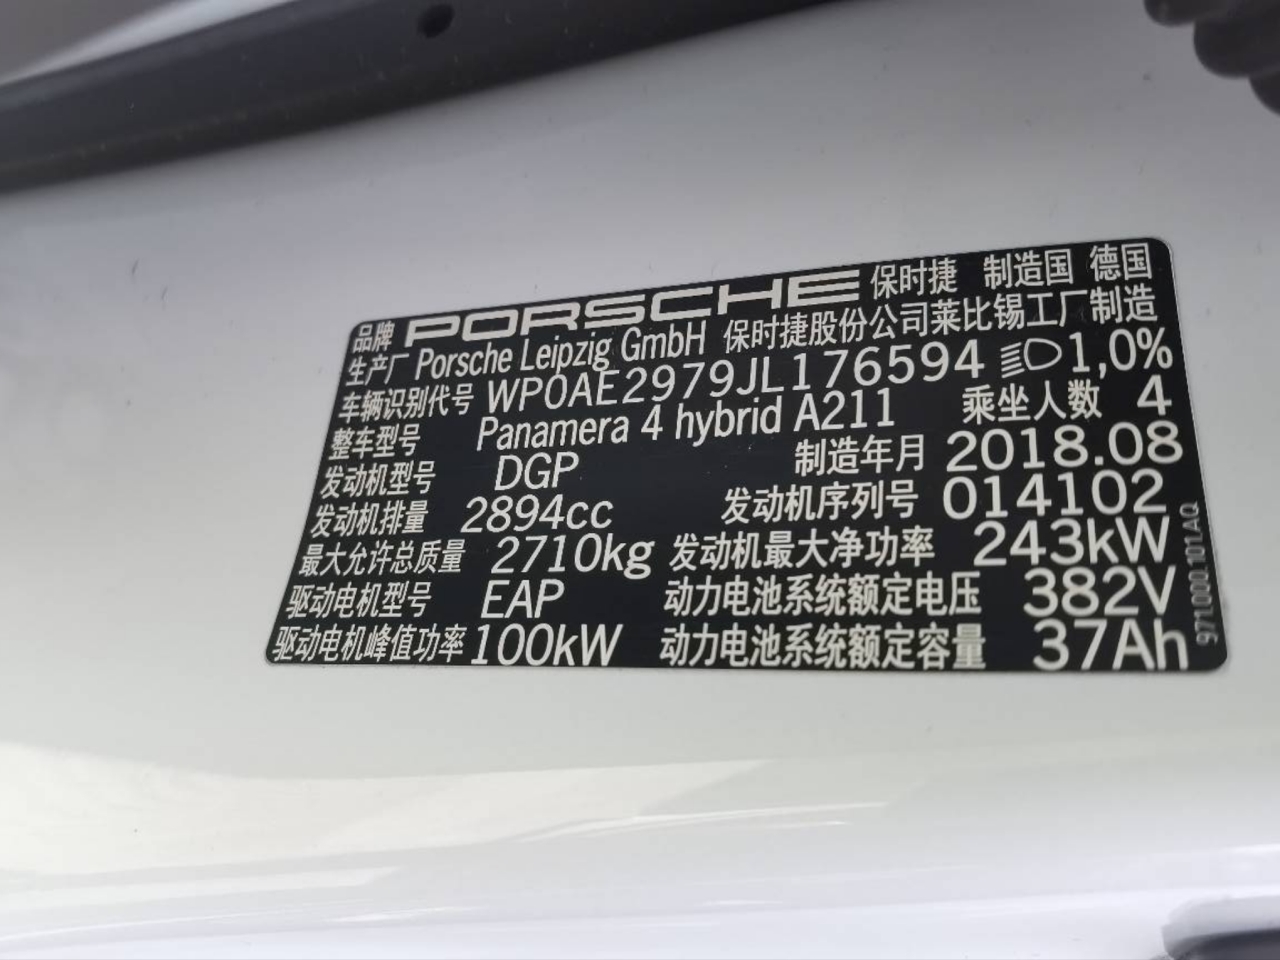 品牌 PORSCHE 保时捷 制造国 德国
生产厂 Porsche Leipzig GmbH 保时捷股份公司莱比锡工厂制造
车辆识别代号 WP0AE2979JL176594 1,0%
整车型号 Panamera 4 hybrid A211 乘坐人数 4
发动机型号 DGP 制造年月 2018.08
发动机排量 2894cc 发动机序列号 014102
最大允许总质量 2710kg 发动机最大净功率 243kW
驱动电机型号 EAP 动力电池系统额定电压 382V
驱动电机峰值功率 100kW 动力电池系统额定容量 37Ah
971000.101.AQ